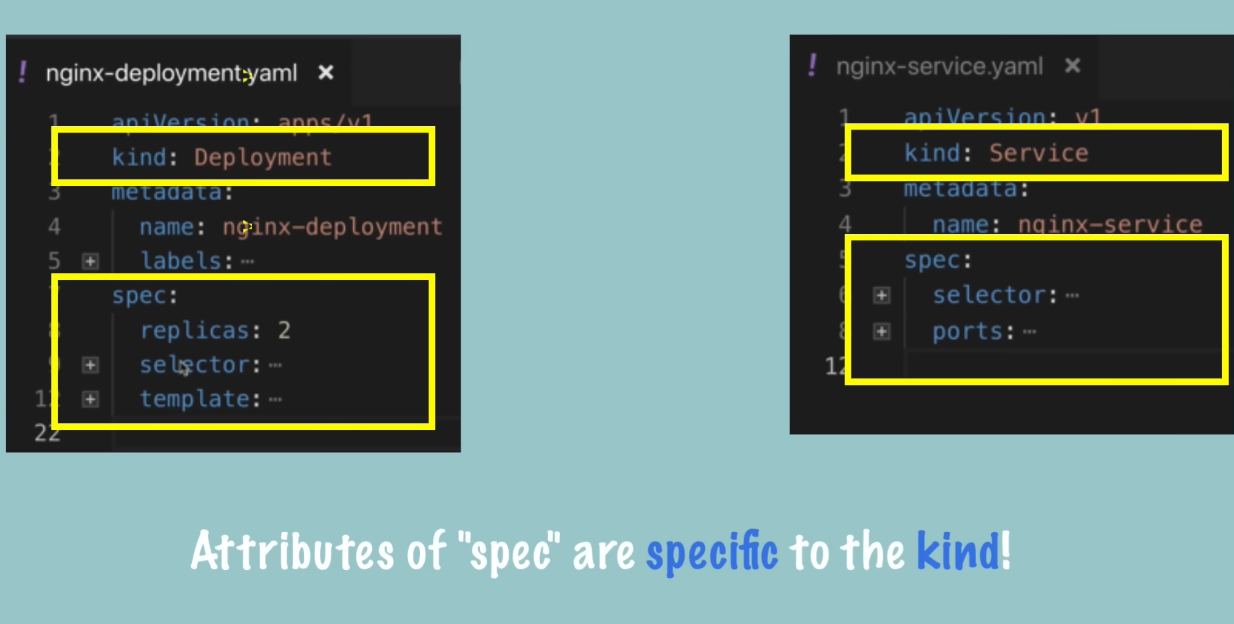 ! nginx-deployment.yaml ×
1 apiVersion: apps/v1
2 kind: Deployment
3 metadata:
4 name: nginx-deployment
5 labels: ⋯
7 spec:
8 replicas: 2
9 selector: ⋯
12 template: ⋯
22
! nginx-service.yaml ×
1 apiVersion: v1
2 kind: Service
3 metadata:
4 name: nginx-service
5 spec:
6 selector: ⋯
8 ports: ⋯
12
Attributes of "spec" are specific to the kind!